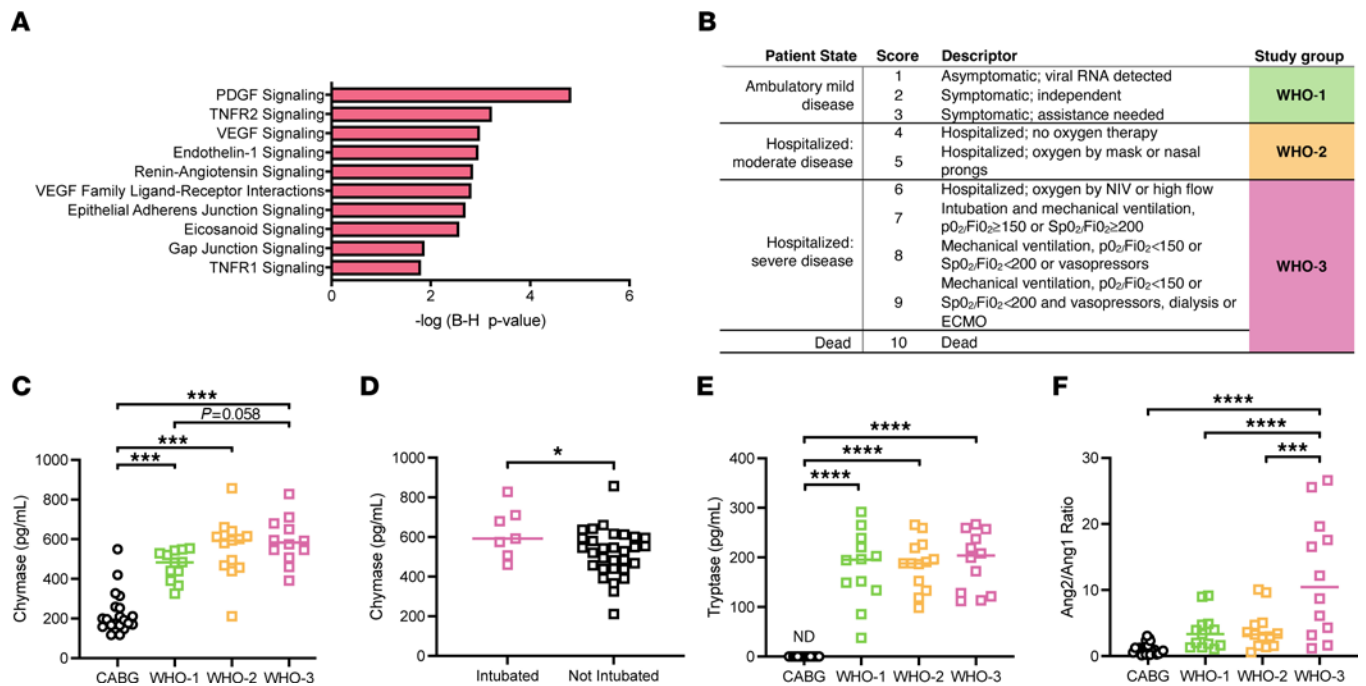 A
PDGF Signaling
TNFR2 Signaling
VEGF Signaling
Endothelin-1 Signaling
Renin-Angiotensin Signaling
VEGF Family Ligand-Receptor Interactions
Epithelial Adherens Junction Signaling
Eicosanoid Signaling
Gap Junction Signaling
TNFR1 Signaling
0 2 4 6
-log (B-H p-value)
B
Patient State Score Descriptor Study group
Ambulatory mild disease
1 Asymptomatic; viral RNA detected
2 Symptomatic; independent
3 Symptomatic; assistance needed
WHO-1
Hospitalized: moderate disease
4 Hospitalized; no oxygen therapy
5 Hospitalized; oxygen by mask or nasal
prongs
WHO-2
Hospitalized: severe disease
6 Hospitalized; oxygen by NIV or high flow
7 Intubation and mechanical ventilation,
p0₂/Fi0₂≥150 or Sp0₂/Fi0₂≥200
8 Mechanical ventilation, p0₂/Fi0₂<150 or
Sp0₂/Fi0₂<200 or vasopressors
9 Mechanical ventilation, p0₂/Fi0₂<150 or
Sp0₂/Fi0₂<200 and vasopressors, dialysis or
ECMO
WHO-3
Dead 10 Dead
C
***
P=0.058
***
***
Chymase (pg/mL)
1000
800
600
400
200
0
CABG WHO-1 WHO-2 WHO-3
D
*
Chymase (pg/mL)
1000
800
600
400
200
0
Intubated Not Intubated
E
****
****
****
Tryptase (pg/mL)
400
300
200
100
0
ND
CABG WHO-1 WHO-2 WHO-3
F
****
****
***
Ang2/Ang1 Ratio
30
20
10
0
CABG WHO-1 WHO-2 WHO-3